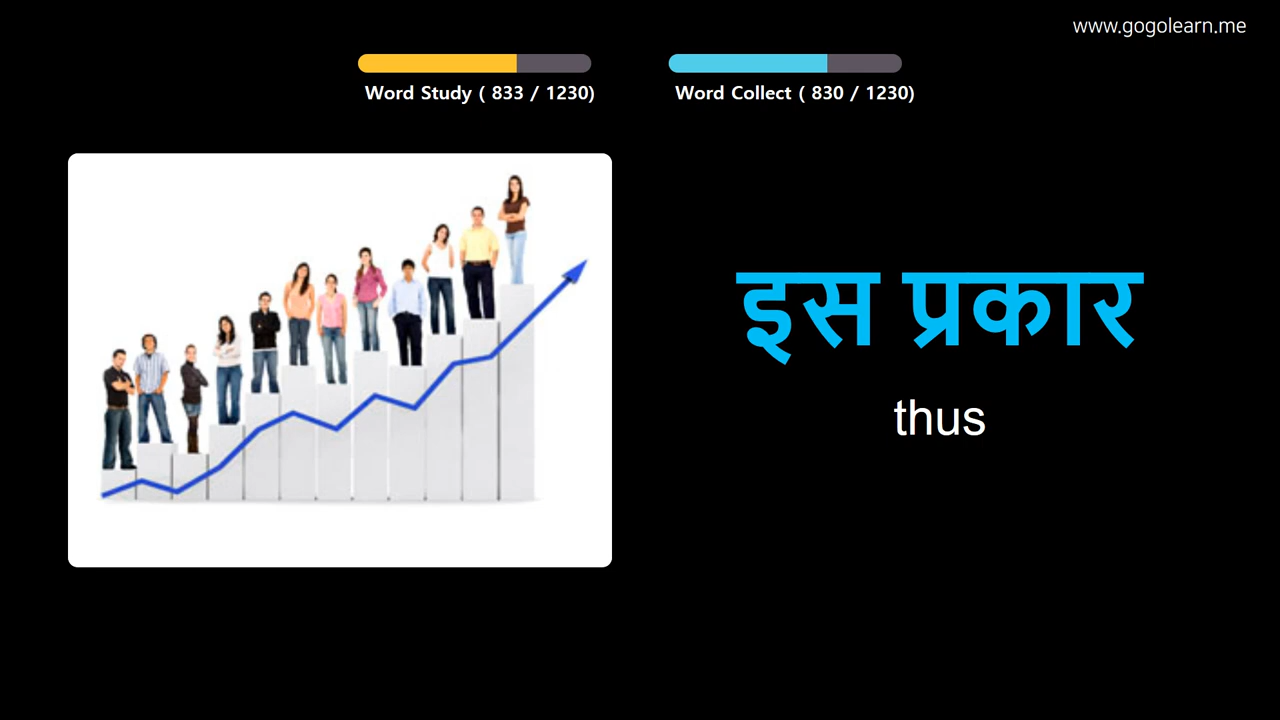 www.gogolearn.me
Word Study ( 833 / 1230)
Word Collect ( 830 / 1230)
इस प्रकार
thus